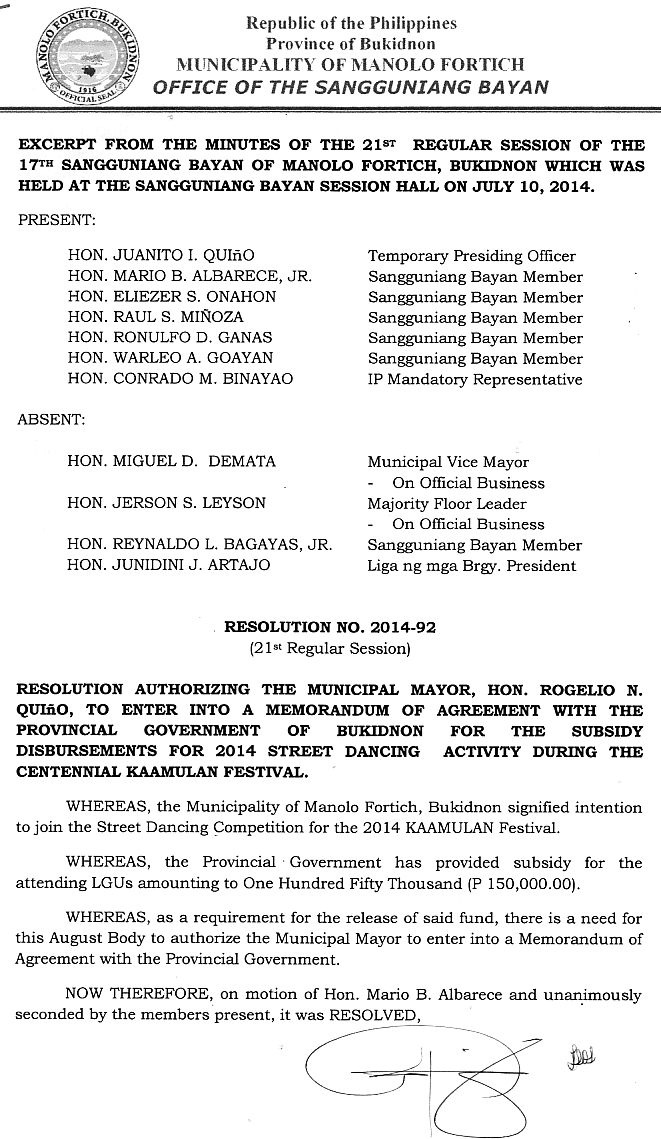 MANOLO FORTICH, BUKIDNON
1916
OFFICIAL SEAL
Republic of the Philippines
Province of Bukidnon
MUNICIPALITY OF MANOLO FORTICH
OFFICE OF THE SANGGUNIANG BAYAN
EXCERPT FROM THE MINUTES OF THE 21ST REGULAR SESSION OF THE
17TH SANGGUNIANG BAYAN OF MANOLO FORTICH, BUKIDNON WHICH WAS
HELD AT THE SANGGUNIANG BAYAN SESSION HALL ON JULY 10, 2014.
PRESENT:
HON. JUANITO I. QUIñO Temporary Presiding Officer
HON. MARIO B. ALBARECE, JR. Sangguniang Bayan Member
HON. ELIEZER S. ONAHON Sangguniang Bayan Member
HON. RAUL S. MIÑOZA Sangguniang Bayan Member
HON. RONULFO D. GANAS Sangguniang Bayan Member
HON. WARLEO A. GOAYAN Sangguniang Bayan Member
HON. CONRADO M. BINAYAO IP Mandatory Representative
ABSENT:
HON. MIGUEL D. DEMATA Municipal Vice Mayor
- On Official Business
HON. JERSON S. LEYSON Majority Floor Leader
- On Official Business
HON. REYNALDO L. BAGAYAS, JR. Sangguniang Bayan Member
HON. JUNIDINI J. ARTAJO Liga ng mga Brgy. President
RESOLUTION NO. 2014-92
(21st Regular Session)
RESOLUTION AUTHORIZING THE MUNICIPAL MAYOR, HON. ROGELIO N.
QUIñO, TO ENTER INTO A MEMORANDUM OF AGREEMENT WITH THE
PROVINCIAL GOVERNMENT OF BUKIDNON FOR THE SUBSIDY
DISBURSEMENTS FOR 2014 STREET DANCING ACTIVITY DURING THE
CENTENNIAL KAAMULAN FESTIVAL.
WHEREAS, the Municipality of Manolo Fortich, Bukidnon signified intention
to join the Street Dancing Competition for the 2014 KAAMULAN Festival.
WHEREAS, the Provincial Government has provided subsidy for the
attending LGUs amounting to One Hundred Fifty Thousand (P 150,000.00).
WHEREAS, as a requirement for the release of said fund, there is a need for
this August Body to authorize the Municipal Mayor to enter into a Memorandum of
Agreement with the Provincial Government.
NOW THEREFORE, on motion of Hon. Mario B. Albarece and unanimously
seconded by the members present, it was RESOLVED,